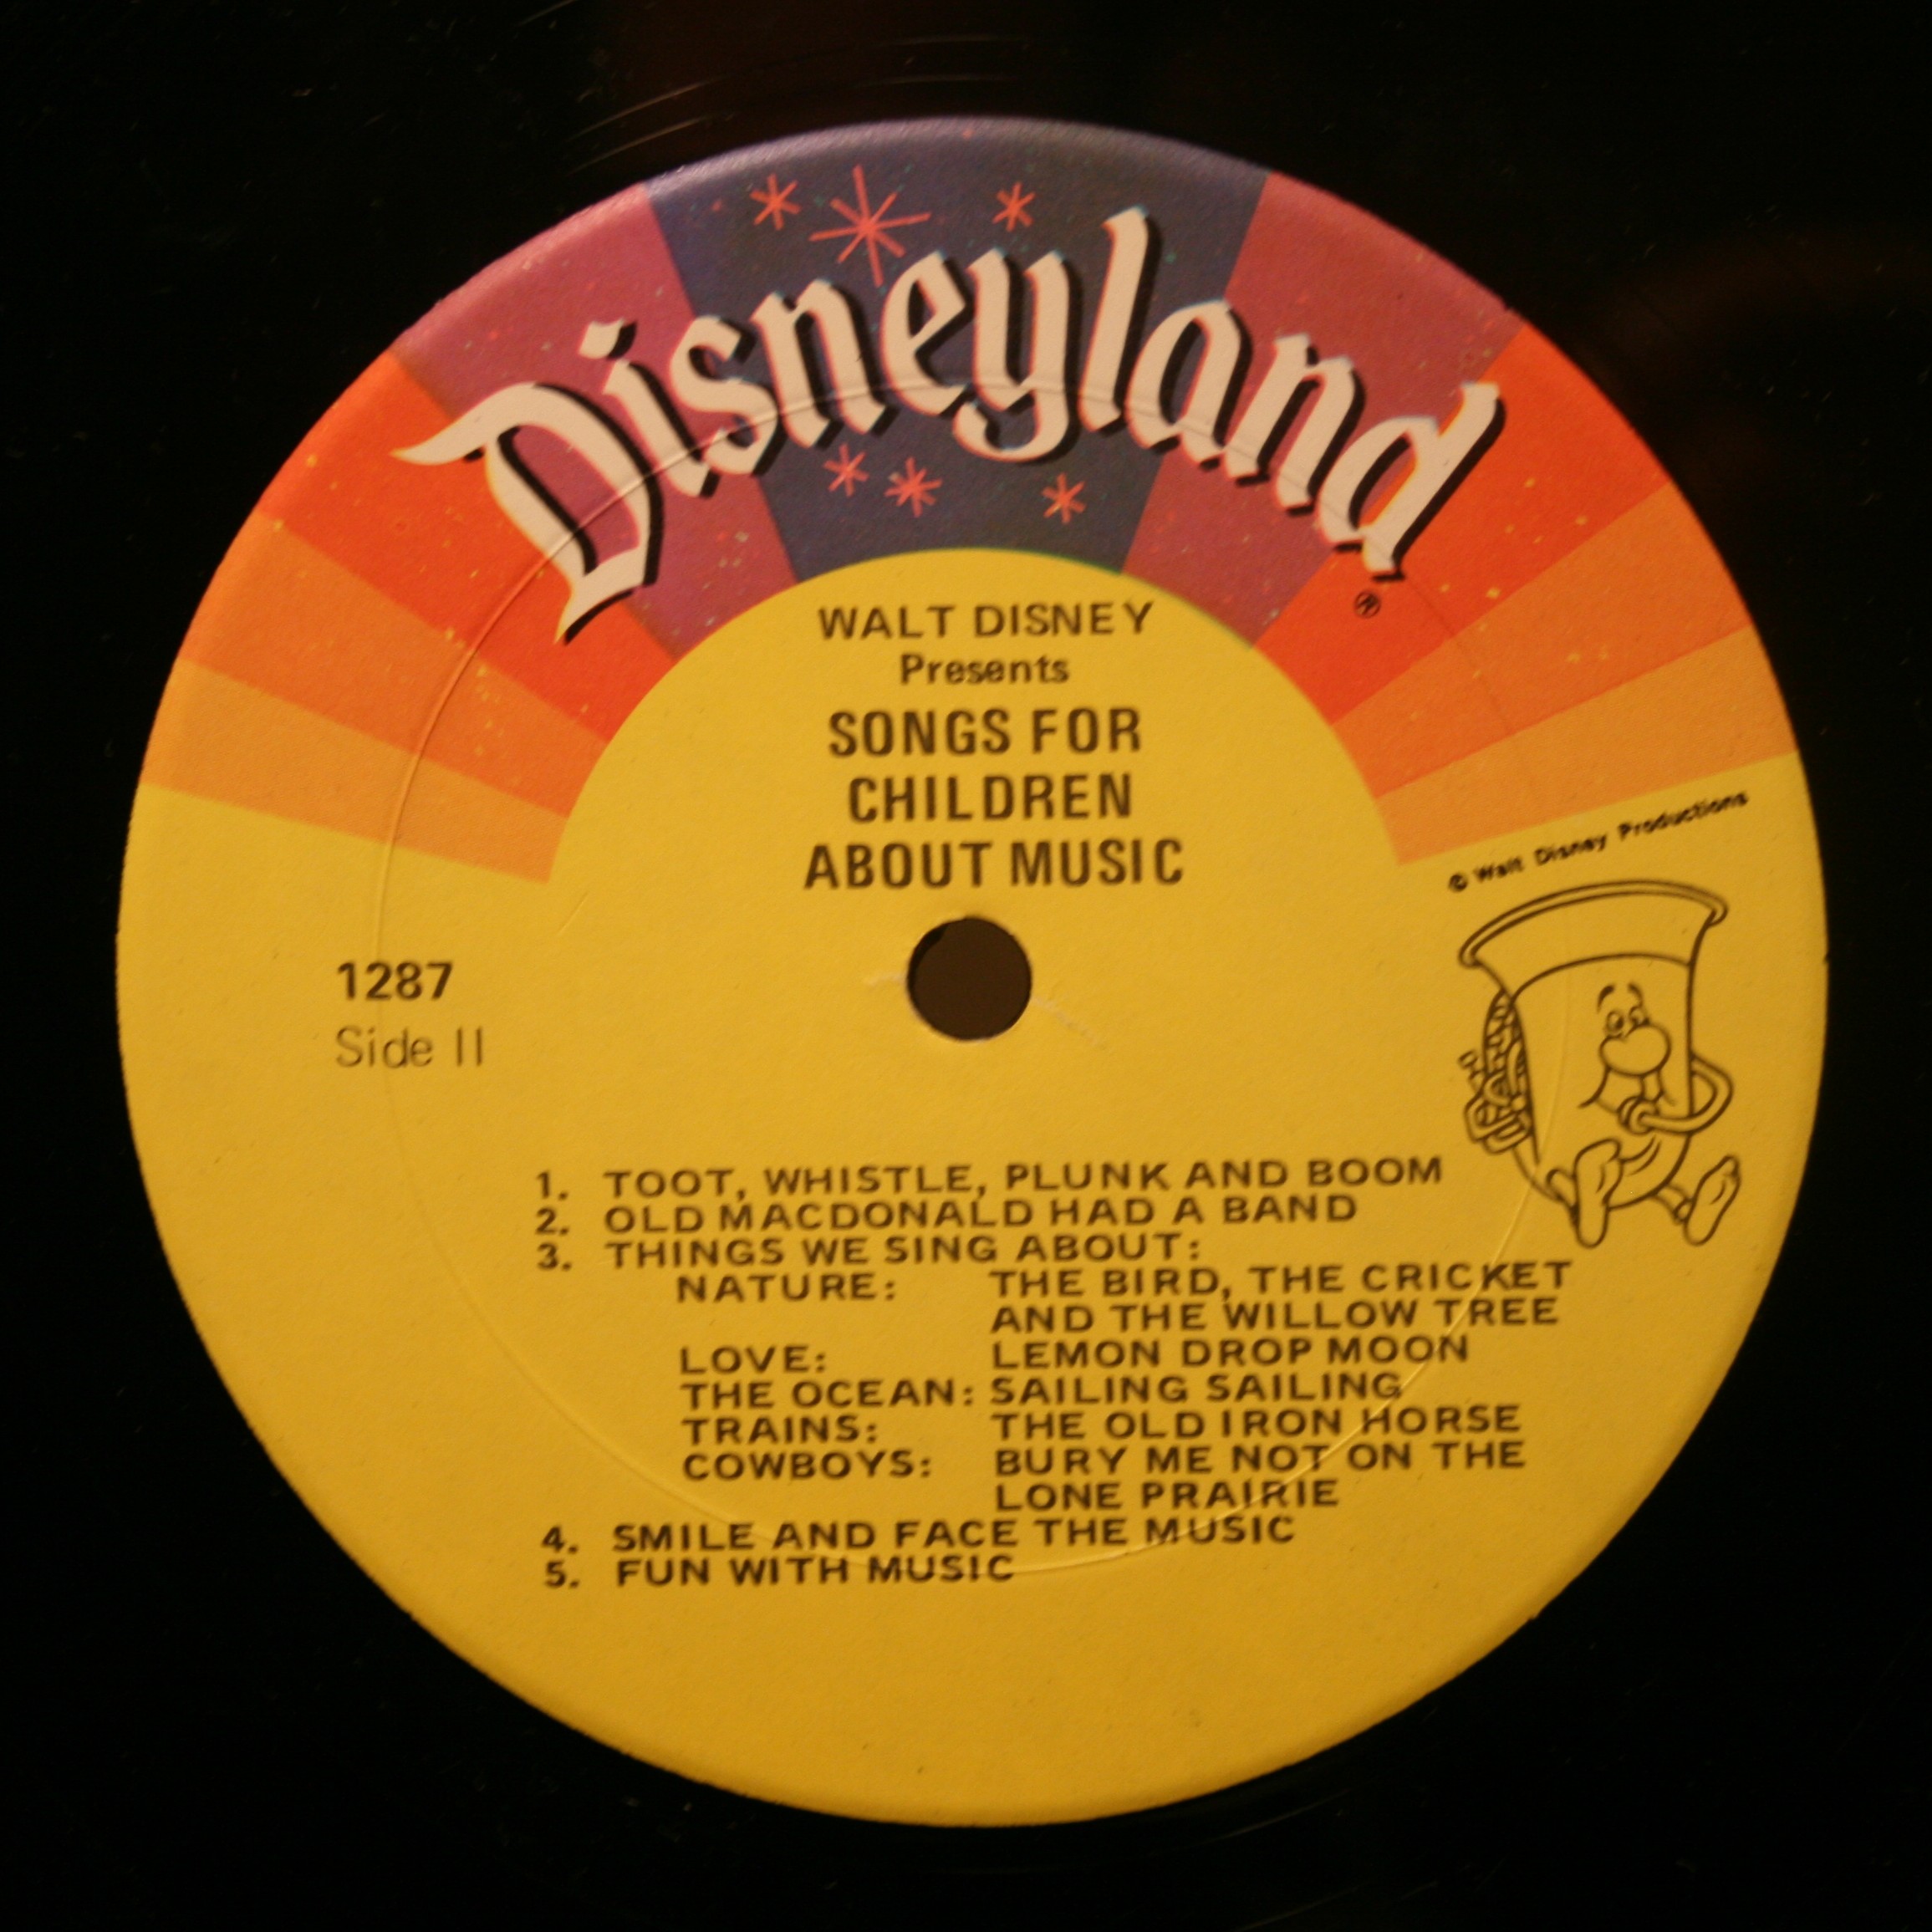 Disneyland
®
WALT DISNEY
Presents
SONGS FOR
CHILDREN
ABOUT MUSIC
© Walt Disney Productions
1287
Side II
1. TOOT, WHISTLE, PLUNK AND BOOM
2. OLD MACDONALD HAD A BAND
3. THINGS WE SING ABOUT:
NATURE: THE BIRD, THE CRICKET
AND THE WILLOW TREE
LOVE: LEMON DROP MOON
THE OCEAN: SAILING SAILING
TRAINS: THE OLD IRON HORSE
COWBOYS: BURY ME NOT ON THE
LONE PRAIRIE
4. SMILE AND FACE THE MUSIC
5. FUN WITH MUSIC